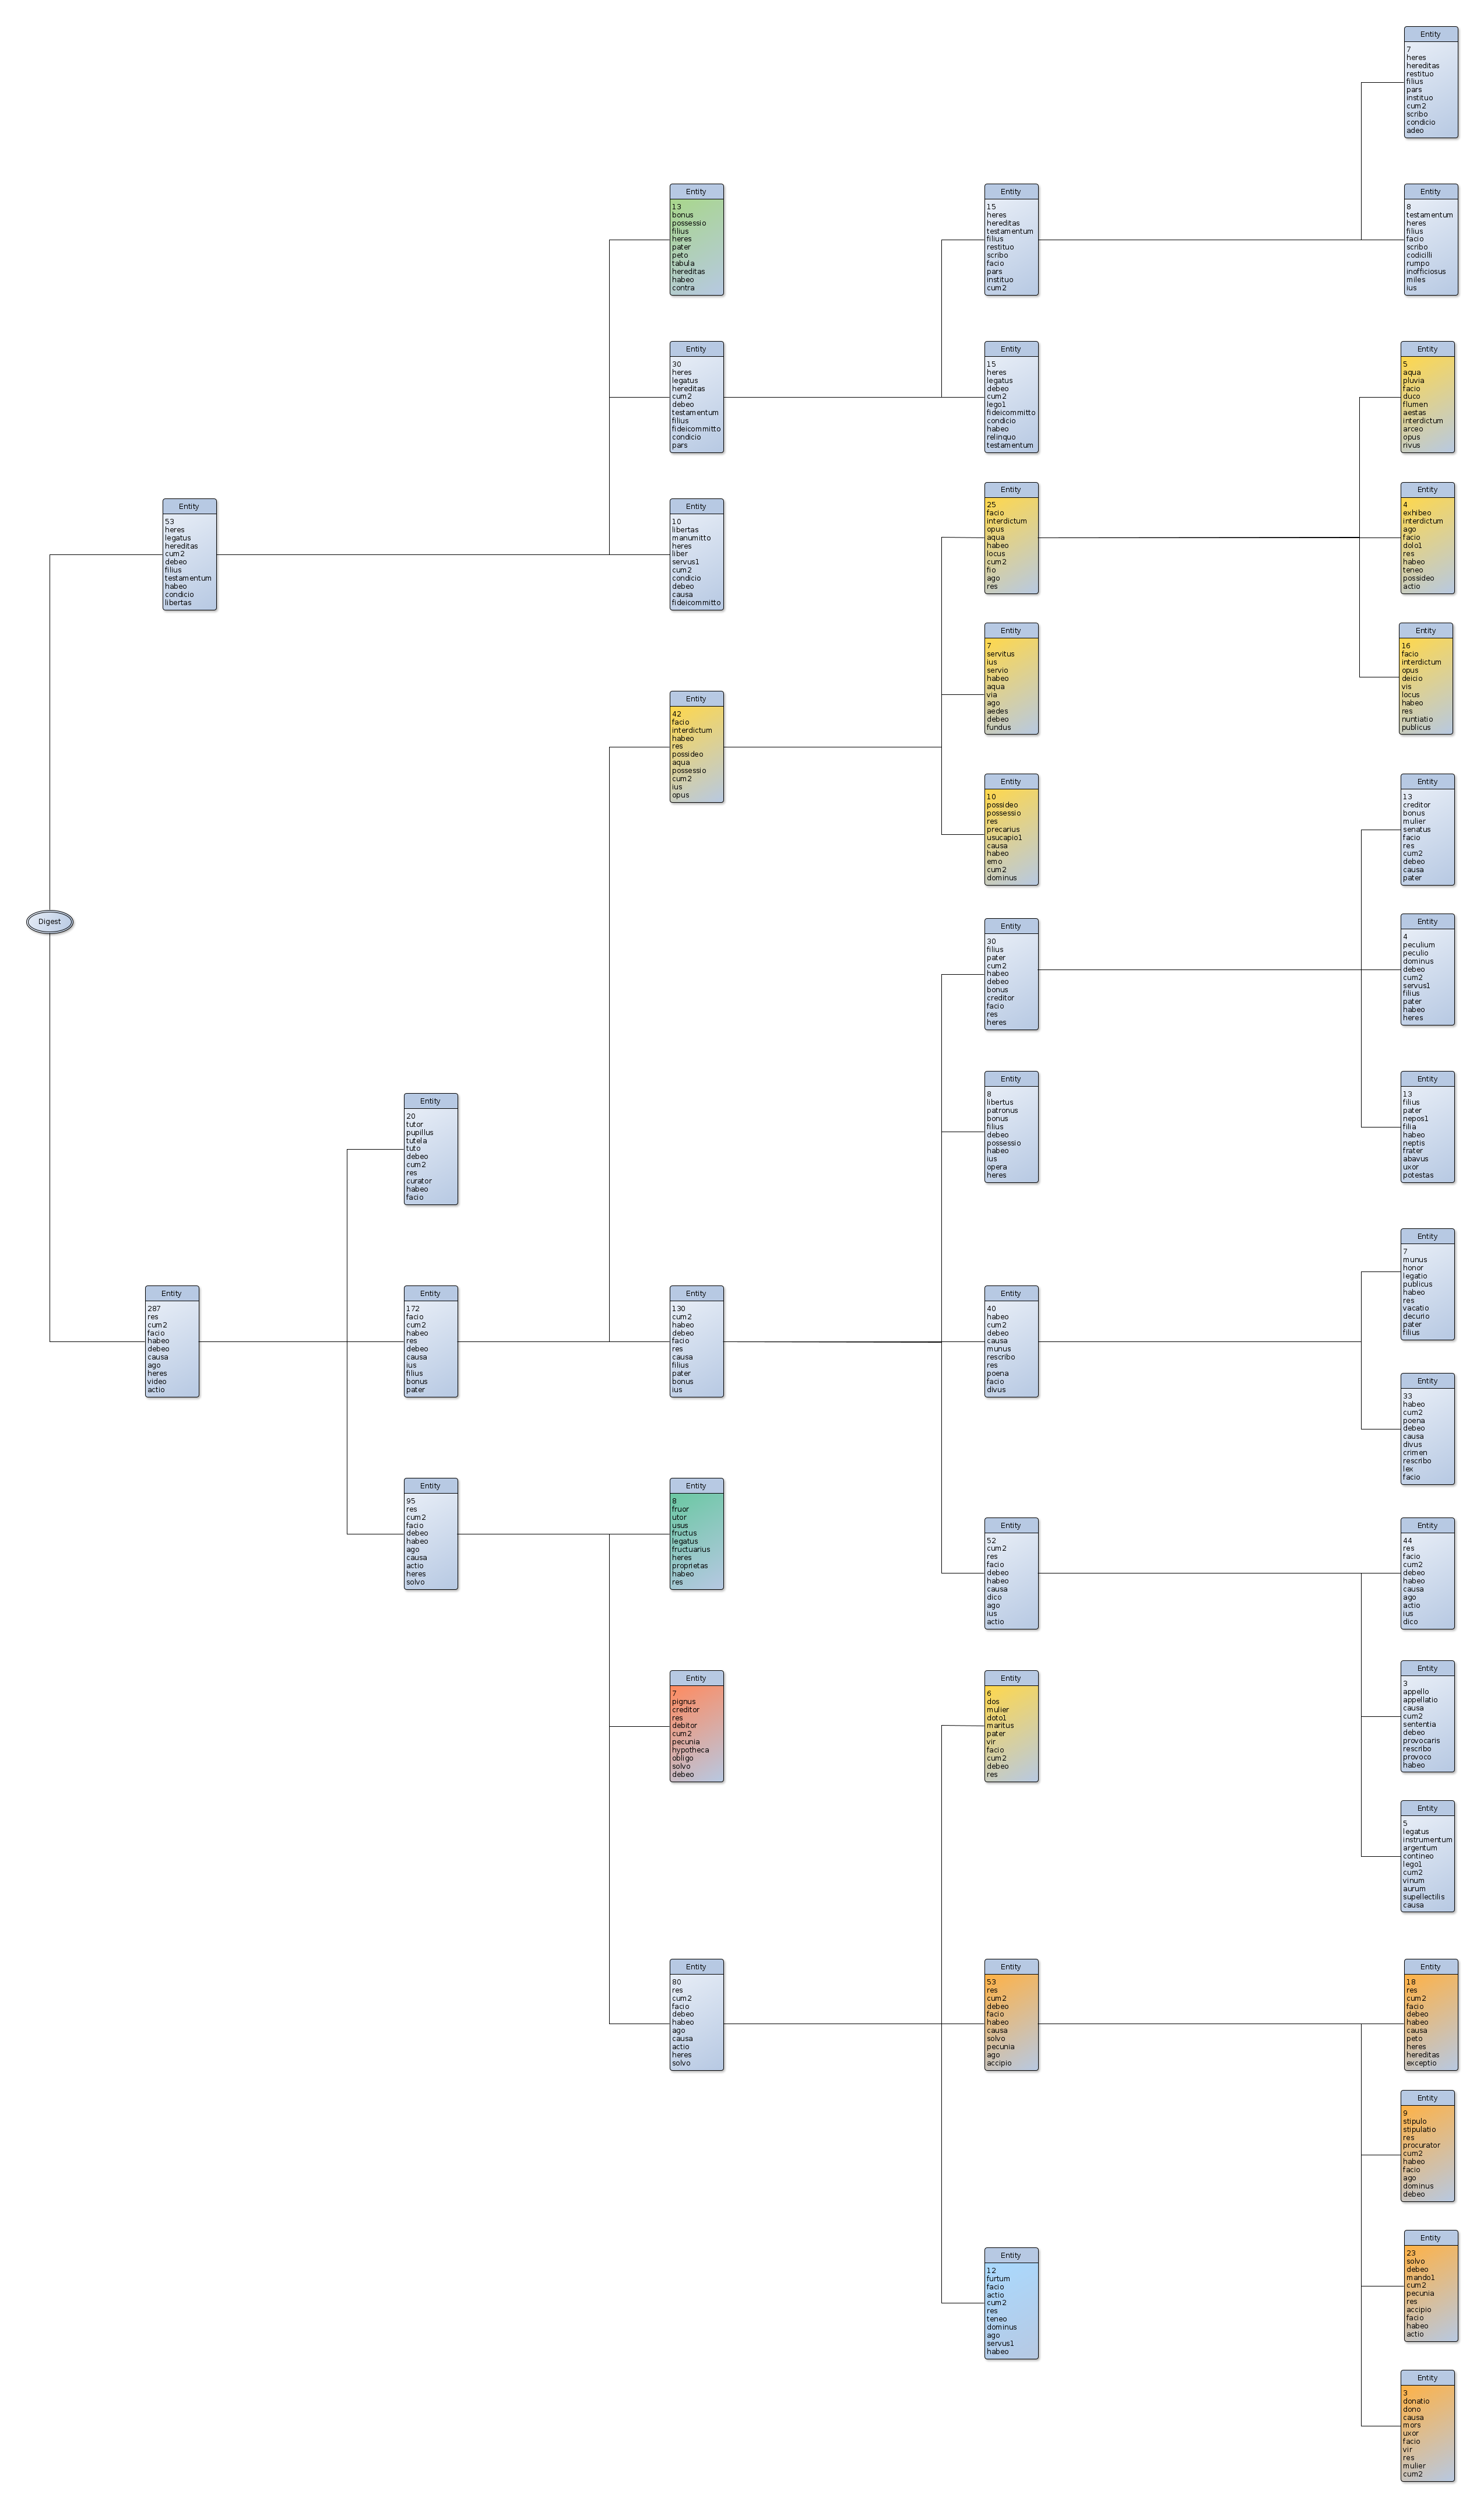 Entity
7
heres
hereditas
restituo
filius
pars
instituo
cum2
scribo
condicio
adeo
Entity
13
bonus
possessio
filius
heres
pater
peto
tabula
hereditas
habeo
contra
Entity
15
heres
hereditas
testamentum
filius
restituo
scribo
facio
pars
instituo
cum2
Entity
8
testamentum
heres
filius
facio
scribo
codicilli
rumpo
inofficiosus
miles
ius
Entity
30
heres
legatus
hereditas
cum2
debeo
testamentum
filius
fideicommitto
condicio
pars
Entity
15
heres
legatus
debeo
cum2
lego1
fideicommitto
condicio
habeo
relinquo
testamentum
Entity
5
aqua
pluvia
facio
duco
flumen
aestas
interdictum
arceo
opus
rivus
Entity
53
heres
legatus
hereditas
cum2
debeo
filius
testamentum
habeo
condicio
libertas
Entity
10
libertas
manumitto
heres
liber
servus1
cum2
condicio
debeo
causa
fideicommitto
Entity
25
facio
interdictum
opus
aqua
habeo
locus
cum2
fio
ago
res
Entity
4
exhibeo
interdictum
ago
facio
dolo1
res
habeo
teneo
possideo
actio
Entity
7
servitus
ius
servio
habeo
aqua
via
ago
aedes
debeo
fundus
Entity
16
facio
interdictum
opus
deicio
vis
locus
habeo
res
nuntiatio
publicus
Entity
42
facio
interdictum
habeo
res
possideo
aqua
possessio
cum2
ius
opus
Entity
10
possideo
possessio
res
precarius
usucapio1
causa
habeo
emo
cum2
dominus
Entity
13
creditor
bonus
mulier
senatus
facio
res
cum2
debeo
causa
pater
Digest
Entity
30
filius
pater
cum2
habeo
debeo
bonus
creditor
facio
res
heres
Entity
4
peculium
peculio
dominus
debeo
cum2
servus1
filius
pater
habeo
heres
Entity
20
tutor
pupillus
tutela
tuto
debeo
cum2
res
curator
habeo
facio
Entity
8
libertus
patronus
bonus
filius
debeo
possessio
habeo
ius
opera
heres
Entity
13
filius
pater
nepos1
filia
habeo
neptis
frater
abavus
uxor
potestas
Entity
7
munus
honor
legatio
publicus
habeo
res
vacatio
decurio
pater
filius
Entity
287
res
cum2
facio
habeo
debeo
causa
ago
heres
video
actio
Entity
172
facio
cum2
habeo
res
debeo
causa
ius
filius
bonus
pater
Entity
130
cum2
habeo
debeo
facio
res
causa
filius
pater
bonus
ius
Entity
40
habeo
cum2
debeo
causa
munus
rescribo
res
poena
facio
divus
Entity
33
habeo
cum2
poena
debeo
causa
divus
crimen
rescribo
lex
facio
Entity
95
res
cum2
facio
debeo
habeo
ago
causa
actio
heres
solvo
Entity
8
fruor
utor
usus
fructus
legatus
fructuarius
heres
proprietas
habeo
res
Entity
52
cum2
res
facio
debeo
habeo
causa
dico
ago
ius
actio
Entity
44
res
facio
cum2
debeo
habeo
causa
ago
actio
ius
dico
Entity
7
pignus
creditor
res
debitor
cum2
pecunia
hypotheca
obligo
solvo
debeo
Entity
6
dos
mulier
doto1
maritus
pater
vir
facio
cum2
debeo
res
Entity
3
appello
appellatio
causa
cum2
sententia
debeo
provocaris
rescribo
provoco
habeo
Entity
5
legatus
instrumentum
argentum
contineo
lego1
cum2
vinum
aurum
supellectilis
causa
Entity
80
res
cum2
facio
debeo
habeo
ago
causa
actio
heres
solvo
Entity
53
res
cum2
debeo
facio
habeo
causa
solvo
pecunia
ago
accipio
Entity
18
res
cum2
facio
debeo
habeo
causa
peto
heres
hereditas
exceptio
Entity
9
stipulo
stipulatio
res
procurator
cum2
habeo
facio
ago
dominus
debeo
Entity
12
furtum
facio
actio
cum2
res
teneo
dominus
ago
servus1
habeo
Entity
23
solvo
debeo
mando1
cum2
pecunia
res
accipio
facio
habeo
actio
Entity
3
donatio
dono
causa
mors
uxor
facio
vir
res
mulier
cum2